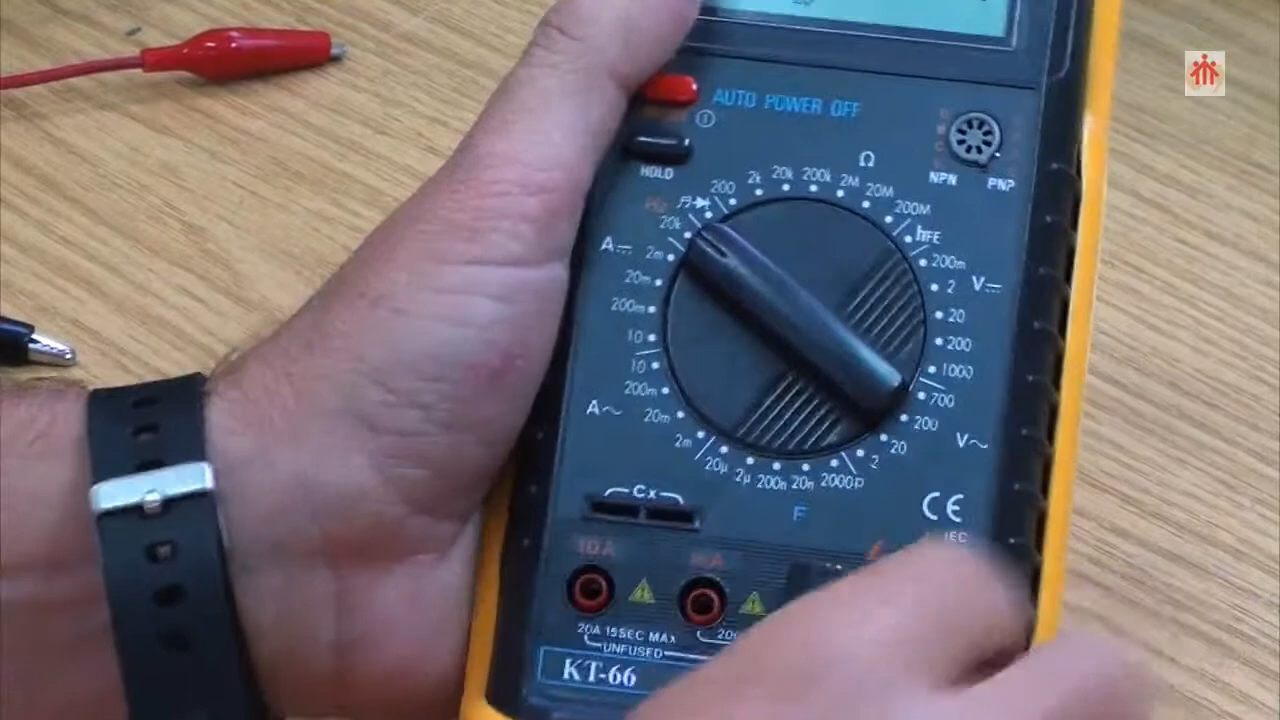 AUTO POWER OFF
HOLD
NPN PNP
Ω
200 2k 20k 200k 2M 20M 200M
hFE
Hz
20k
A⎓
2m
20m
200m
10
10
200m
20m
2m
A~
200m
2
20
200
1000
V⎓
700
200
20
2
V~
20µ 2µ 200n 20n 2000P
F
Cx
CE
IEC
10A
20A 15SEC MAX
UNFUSED
KT-66